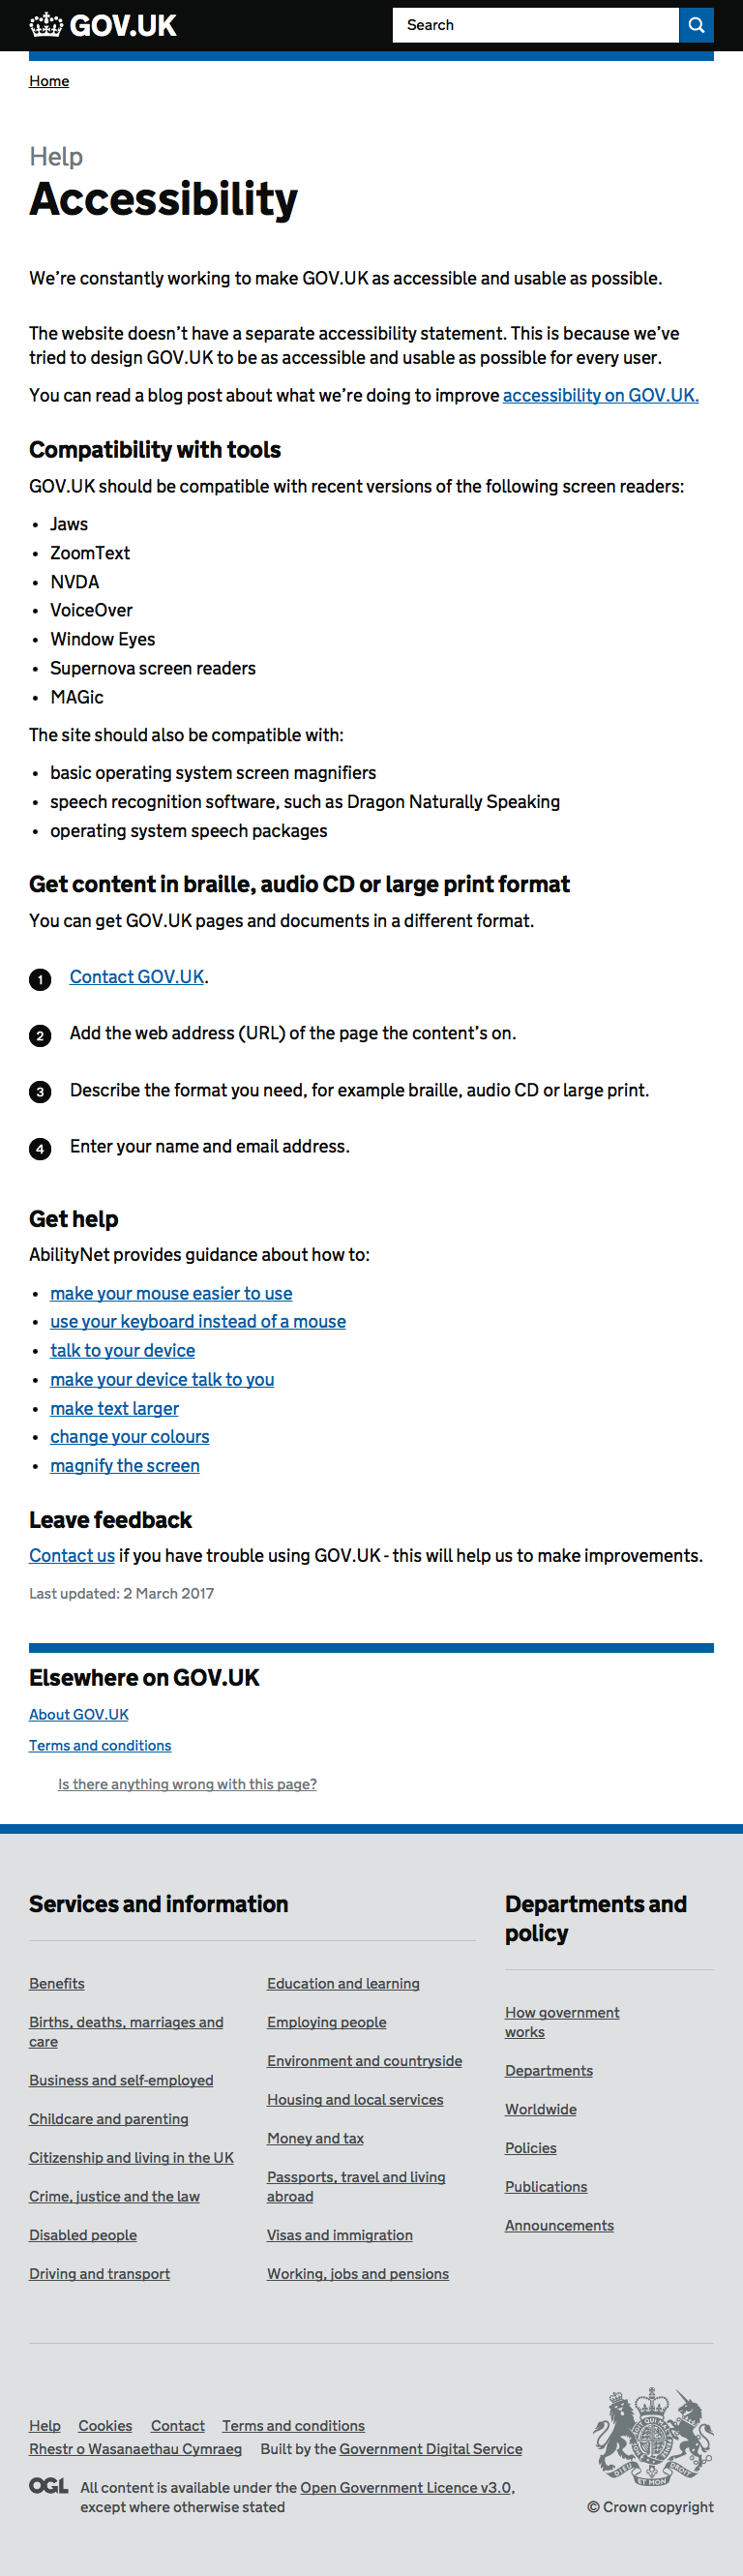 GOV.UK
Search
Home
Help
Accessibility
We’re constantly working to make GOV.UK as accessible and usable as possible.
The website doesn’t have a separate accessibility statement. This is because we’ve
tried to design GOV.UK to be as accessible and usable as possible for every user.
You can read a blog post about what we’re doing to improve accessibility on GOV.UK.
Compatibility with tools
GOV.UK should be compatible with recent versions of the following screen readers:
• Jaws
• ZoomText
• NVDA
• VoiceOver
• Window Eyes
• Supernova screen readers
• MAGic
The site should also be compatible with:
• basic operating system screen magnifiers
• speech recognition software, such as Dragon Naturally Speaking
• operating system speech packages
Get content in braille, audio CD or large print format
You can get GOV.UK pages and documents in a different format.
1 Contact GOV.UK.
2 Add the web address (URL) of the page the content’s on.
3 Describe the format you need, for example braille, audio CD or large print.
4 Enter your name and email address.
Get help
AbilityNet provides guidance about how to:
• make your mouse easier to use
• use your keyboard instead of a mouse
• talk to your device
• make your device talk to you
• make text larger
• change your colours
• magnify the screen
Leave feedback
Contact us if you have trouble using GOV.UK - this will help us to make improvements.
Last updated: 2 March 2017
Elsewhere on GOV.UK
About GOV.UK
Terms and conditions
Is there anything wrong with this page?
Services and information
Benefits
Births, deaths, marriages and
care
Business and self-employed
Childcare and parenting
Citizenship and living in the UK
Crime, justice and the law
Disabled people
Driving and transport
Education and learning
Employing people
Environment and countryside
Housing and local services
Money and tax
Passports, travel and living
abroad
Visas and immigration
Working, jobs and pensions
Departments and
policy
How government
works
Departments
Worldwide
Policies
Publications
Announcements
Help Cookies Contact Terms and conditions
Rhestr o Wasanaethau Cymraeg Built by the Government Digital Service
OGL All content is available under the Open Government Licence v3.0,
except where otherwise stated
DIEU ET MON DROIT
© Crown copyright